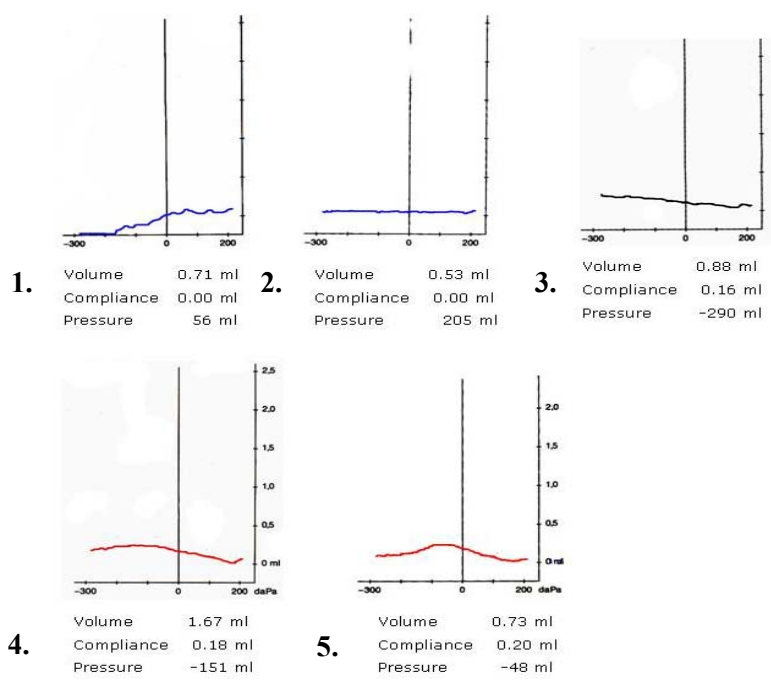 -300 0 200
-300 0 200
-300 0 200
1.
Volume 0.71 ml
Compliance 0.00 ml
Pressure 56 ml
2.
Volume 0.53 ml
Compliance 0.00 ml
Pressure 205 ml
3.
Volume 0.88 ml
Compliance 0.16 ml
Pressure -290 ml
2,5
2,0
1,5
1,0
0,5
0 ml
-300 0 200 daPa
2,0
1,5
1,0
0,5
0 ml
-300 0 200 daPa
4.
Volume 1.67 ml
Compliance 0.18 ml
Pressure -151 ml
5.
Volume 0.73 ml
Compliance 0.20 ml
Pressure -48 ml